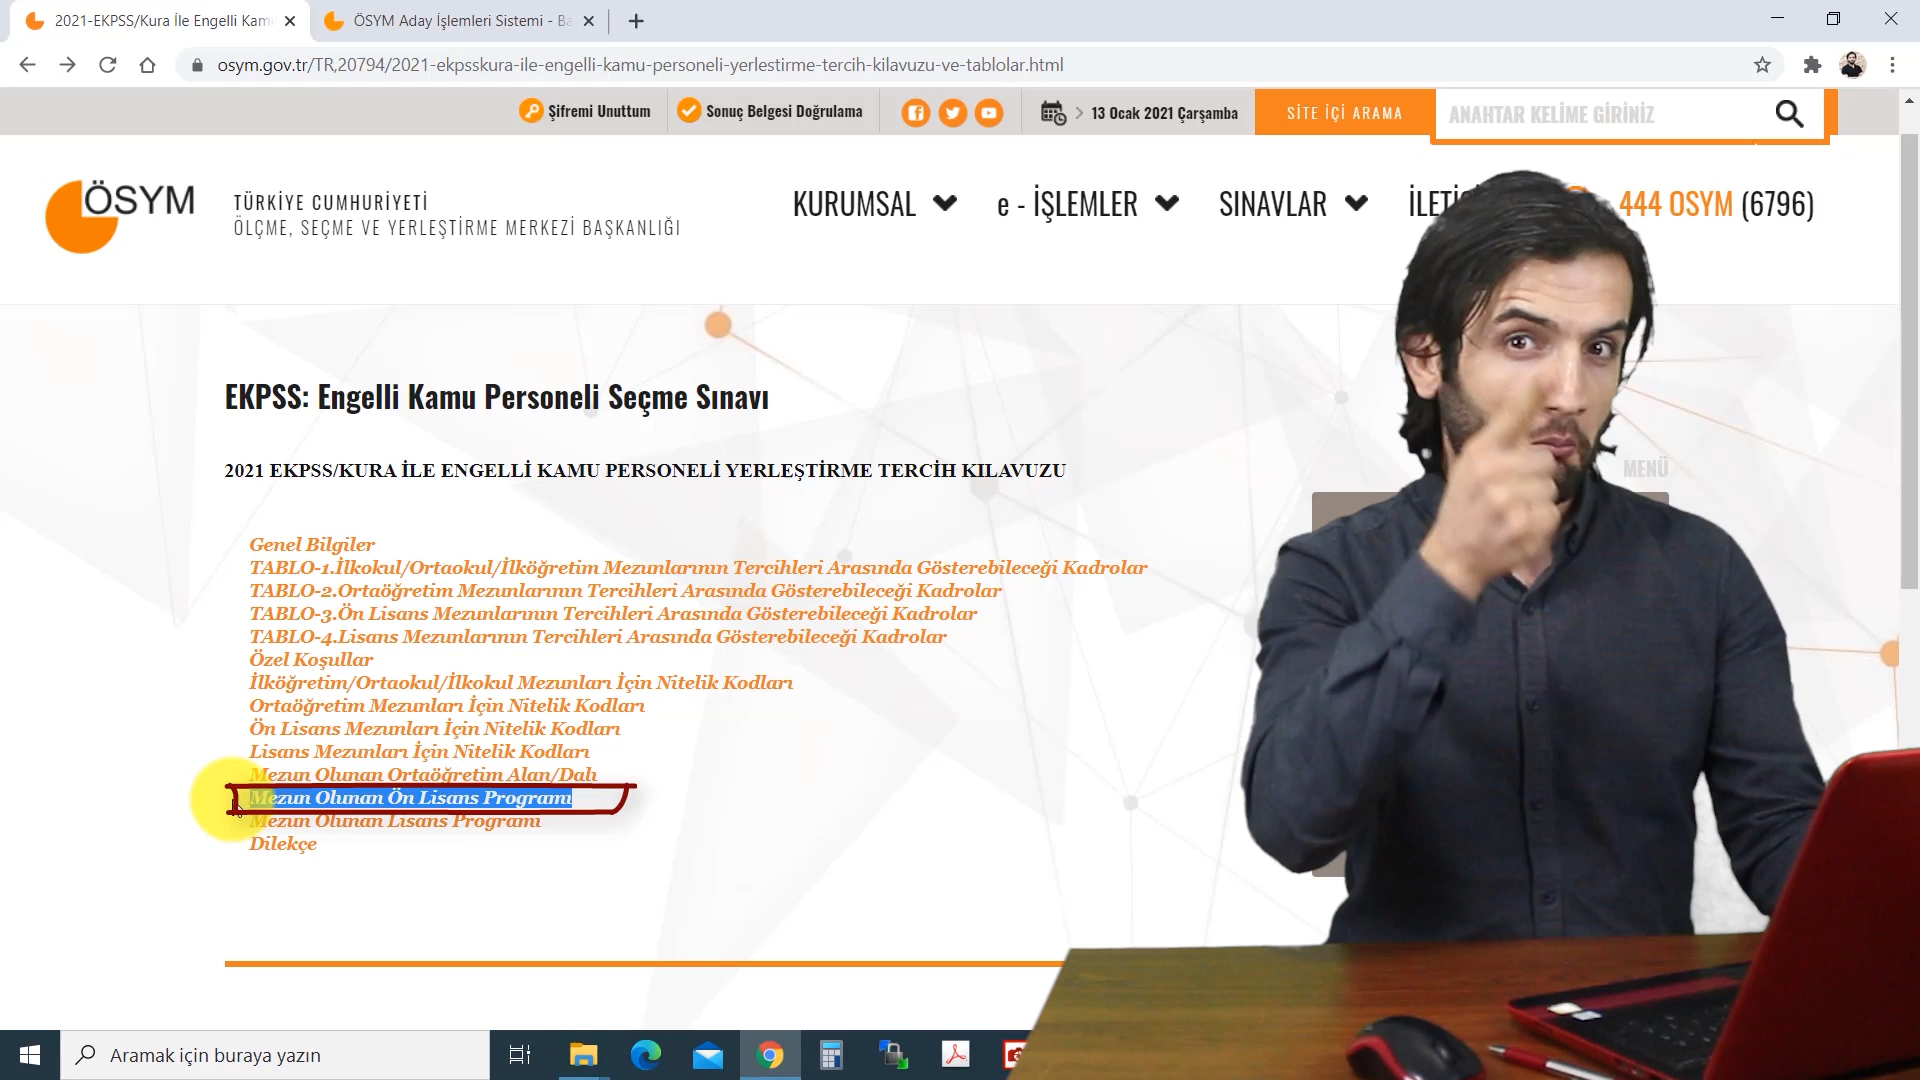 2021-EKPSS/Kura İle Engelli Kamu
ÖSYM Aday İşlemleri Sistemi - Ba
osym.gov.tr/TR,20794/2021-ekpsskura-ile-engelli-kamu-personeli-yerlestirme-tercih-kilavuzu-ve-tablolar.html
Şifremi Unuttum
Sonuç Belgesi Doğrulama
13 Ocak 2021 Çarşamba
SİTE İÇİ ARAMA
ANAHTAR KELİME GİRİNİZ
ÖSYM
TÜRKİYE CUMHURİYETİ
ÖLÇME, SEÇME VE YERLEŞTİRME MERKEZİ BAŞKANLIĞI
KURUMSAL
e - İŞLEMLER
SINAVLAR
444 OSYM (6796)
EKPSS: Engelli Kamu Personeli Seçme Sınavı
2021 EKPSS/KURA İLE ENGELLİ KAMU PERSONELİ YERLEŞTİRME TERCİH KILAVUZU
MENÜ
Genel Bilgiler
TABLO-1.İlkokul/Ortaokul/İlköğretim Mezunlarının Tercihleri Arasında Gösterebileceği Kadrolar
TABLO-2.Ortaöğretim Mezunlarının Tercihleri Arasında Gösterebileceği Kadrolar
TABLO-3.Ön Lisans Mezunlarının Tercihleri Arasında Gösterebileceği Kadrolar
TABLO-4.Lisans Mezunlarının Tercihleri Arasında Gösterebileceği Kadrolar
Özel Koşullar
İlköğretim/Ortaokul/İlkokul Mezunları İçin Nitelik Kodları
Ortaöğretim Mezunları İçin Nitelik Kodları
Ön Lisans Mezunları İçin Nitelik Kodları
Lisans Mezunları İçin Nitelik Kodları
Mezun Olunan Ortaöğretim Alan/Dalı
Mezun Olunan Ön Lisans Programı
Mezun Olunan Lisans Programı
Dilekçe
Aramak için buraya yazın